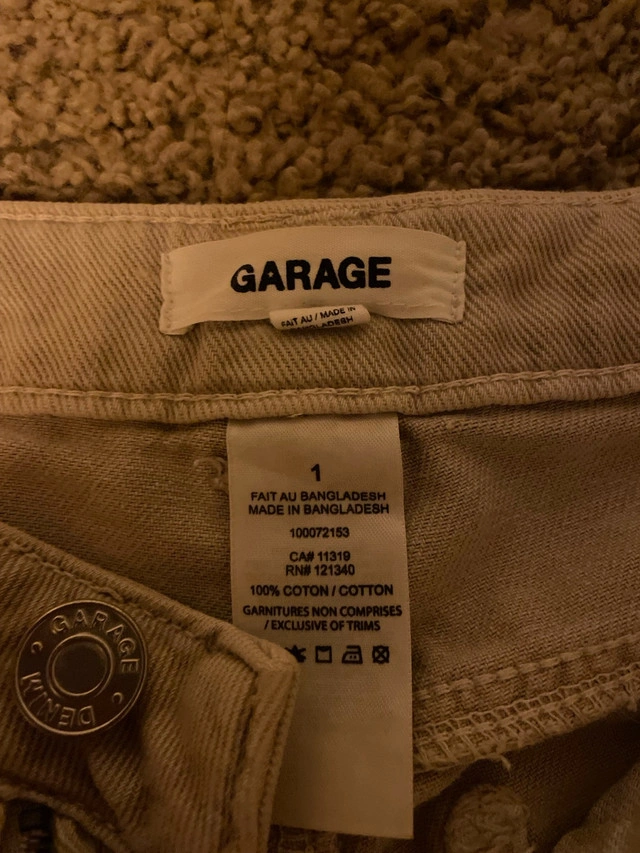 GARAGE
FAIT AU / MADE IN
BANGLADESH
1
FAIT AU BANGLADESH
MADE IN BANGLADESH
100072153
CA# 11319
RN# 121340
100% COTON / COTTON
GARNITURES NON COMPRISES
/ EXCLUSIVE OF TRIMS
GARAGE
DENIM